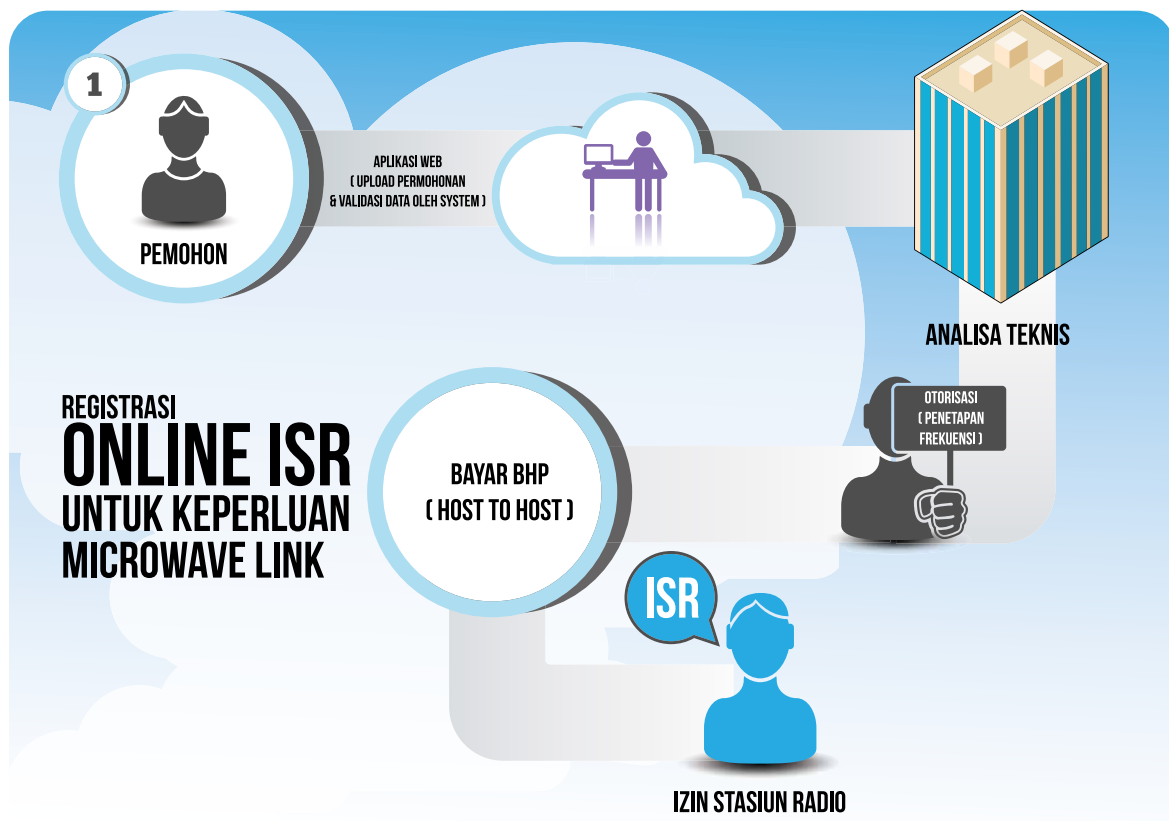 1
PEMOHON
APLIKASI WEB
( UPLOAD PERMOHONAN
& VALIDASI DATA OLEH SYSTEM )
ANALISA TEKNIS
OTORISASI
( PENETAPAN
FREKUENSI )
REGISTRASI
ONLINE ISR
UNTUK KEPERLUAN
MICROWAVE LINK
BAYAR BHP
( HOST TO HOST )
ISR
IZIN STASIUN RADIO